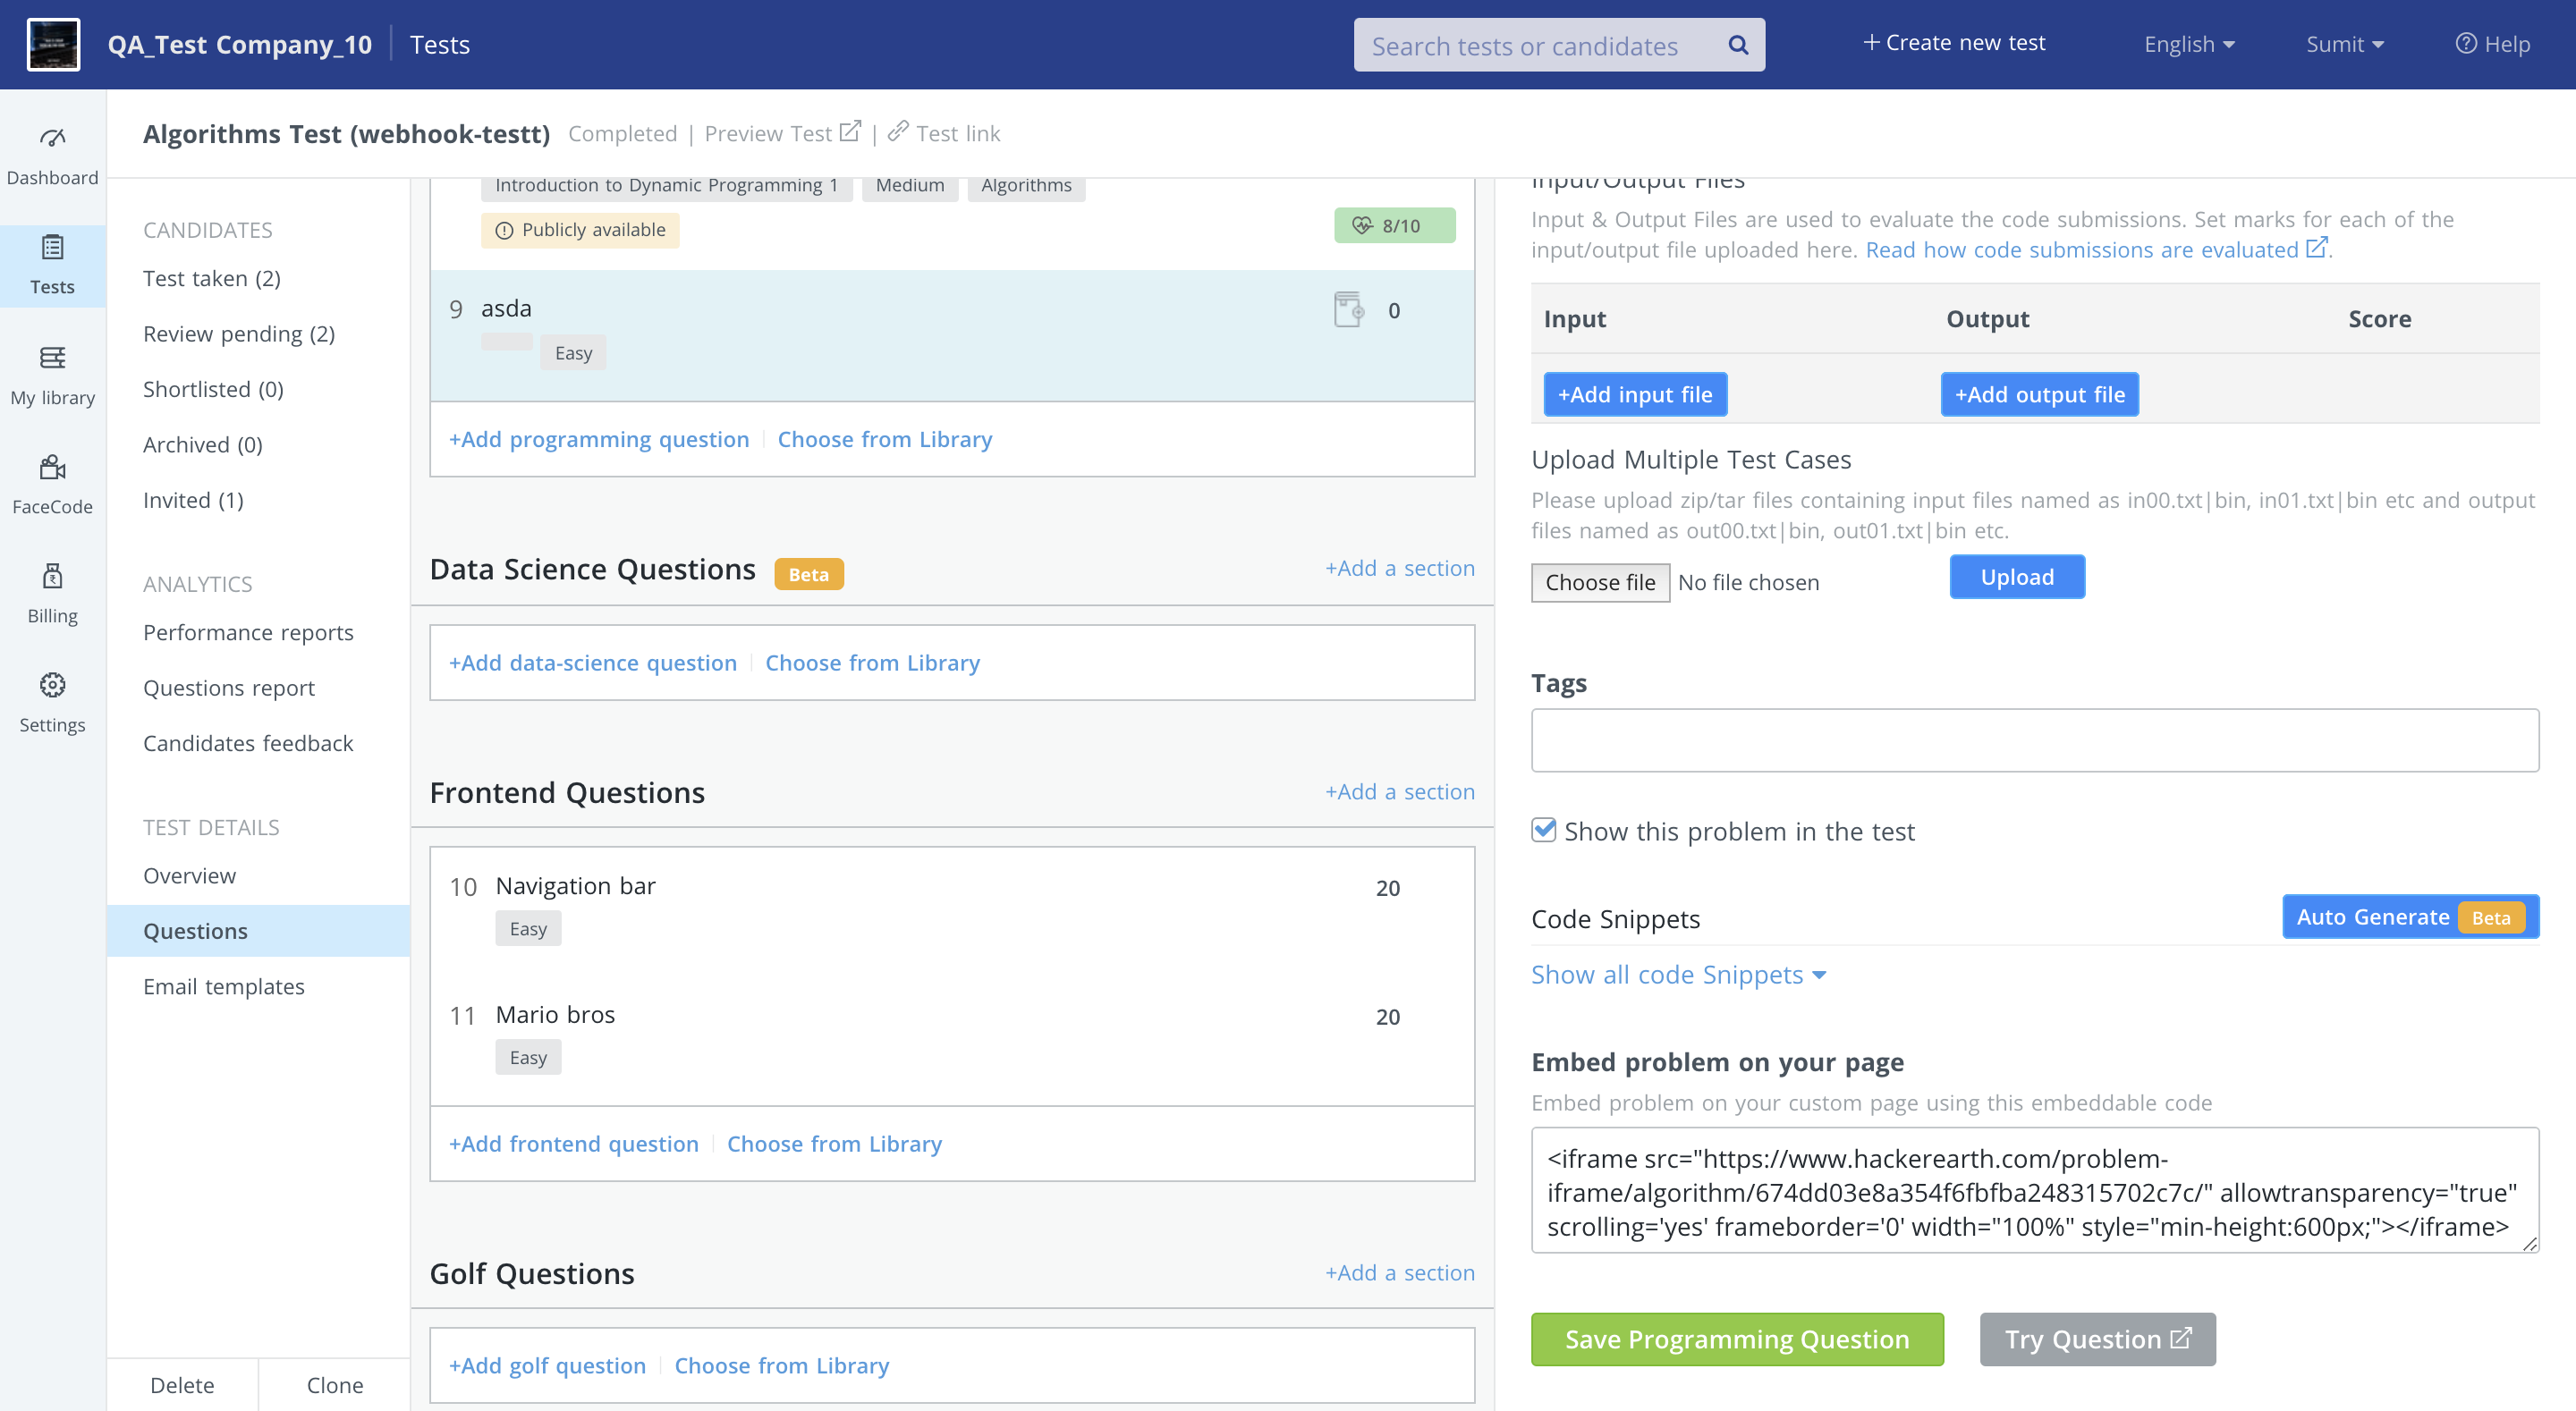 QA_Test Company_10 | Tests
Search tests or candidates
+ Create new test
English
Sumit
Help
Dashboard
Tests
My library
FaceCode
Billing
Settings
Algorithms Test (webhook-testt) Completed | Preview Test | Test link
CANDIDATES
Test taken (2)
Review pending (2)
Shortlisted (0)
Archived (0)
Invited (1)
ANALYTICS
Performance reports
Questions report
Candidates feedback
TEST DETAILS
Overview
Questions
Email templates
Delete
Clone
Introduction to Dynamic Programming 1 Medium Algorithms
Publicly available
8/10
9 asda 0
Easy
+Add programming question Choose from Library
Data Science Questions Beta +Add a section
+Add data-science question Choose from Library
Frontend Questions +Add a section
10 Navigation bar 20
Easy
11 Mario bros 20
Easy
+Add frontend question Choose from Library
Golf Questions +Add a section
+Add golf question Choose from Library
Input/Output Files
Input & Output Files are used to evaluate the code submissions. Set marks for each of the
input/output file uploaded here. Read how code submissions are evaluated .
Input Output Score
+Add input file +Add output file
Upload Multiple Test Cases
Please upload zip/tar files containing input files named as in00.txt|bin, in01.txt|bin etc and output
files named as out00.txt|bin, out01.txt|bin etc.
Choose file No file chosen Upload
Tags
Show this problem in the test
Code Snippets Auto Generate Beta
Show all code Snippets
Embed problem on your page
Embed problem on your custom page using this embeddable code
<iframe src="https://www.hackerearth.com/problem-
iframe/algorithm/674dd03e8a354f6fbfba248315702c7c/" allowtransparency="true"
scrolling='yes' frameborder='0' width="100%" style="min-height:600px;"></iframe>
Save Programming Question Try Question